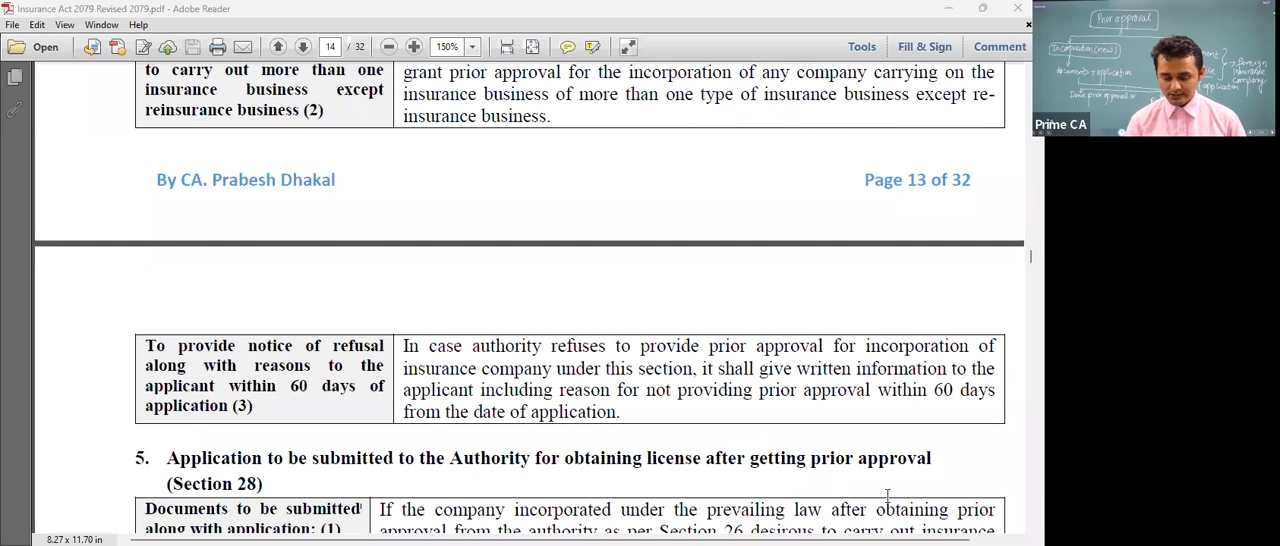 Insurance Act 2079 Revised 2079.pdf - Adobe Reader
File Edit View Window Help
Open 14 / 32 150% Tools Fill & Sign Comment
to carry out more than one
insurance business except
reinsurance business (2)
grant prior approval for the incorporation of any company carrying on the
insurance business of more than one type of insurance business except re-
insurance business.
By CA. Prabesh Dhakal Page 13 of 32
To provide notice of refusal
along with reasons to the
applicant within 60 days of
application (3)
In case authority refuses to provide prior approval for incorporation of
insurance company under this section, it shall give written information to the
applicant including reason for not providing prior approval within 60 days
from the date of application.
5. Application to be submitted to the Authority for obtaining license after getting prior approval
(Section 28)
Documents to be submitted
along with application: (1)
If the company incorporated under the prevailing law after obtaining prior
approval from the authority as per Section 26 desirous to carry out insurance
8.27 x 11.70 in
Prior approval
Incorporation (new)
documents + application
foreign
insurance
company
application
Prime CA